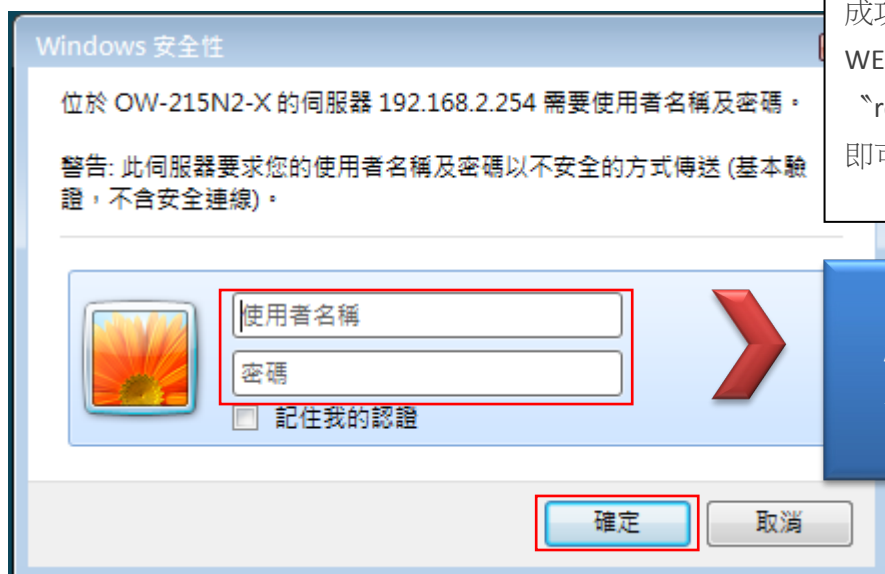 Windows 安全性
位於 OW-215N2-X 的伺服器 192.168.2.254 需要使用者名稱及密碼。
警告: 此伺服器要求您的使用者名稱及密碼以不安全的方式傳送 (基本驗
證，不含安全連線)。
使用者名稱
密碼
記住我的認證
確定
取消
WE
〝r
即可